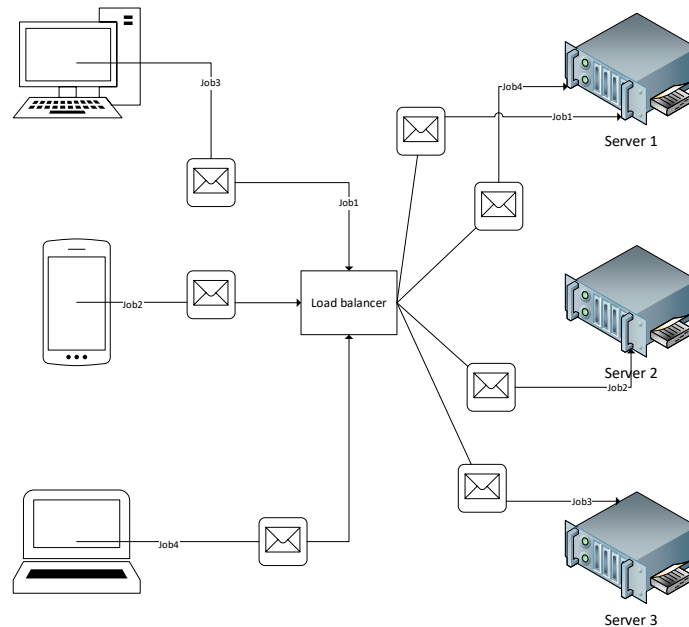 Job3
Job4
Job1
Server 1
Job1
Job2
Load balancer
Server 2
Job2
Job3
Job4
Server 3